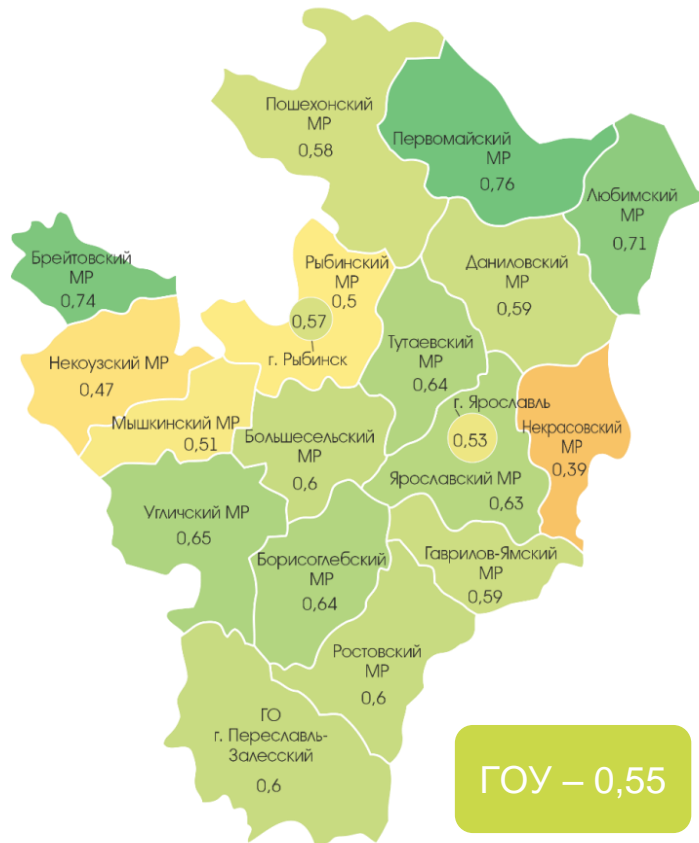 Пошехонский
МР
0,58
Первомайский
МР
0,76
Любимский
МР
0,71
Брейтовский
МР
0,74
Рыбинский
МР
0,5
0,57
г. Рыбинск
Даниловский
МР
0,59
Тутаевский
МР
0,64
Некоузский МР
0,47
Мышкинский МР
0,51
Большесельский
МР
0,6
г. Ярославль
0,53
Ярославский МР
0,63
Некрасовский
МР
0,39
Угличский МР
0,65
Борисоглебский
МР
0,64
Гаврилов-Ямский
МР
0,59
Ростовский
МР
0,6
ГО
г. Переславль-
Залесский
0,6
ГОУ – 0,55